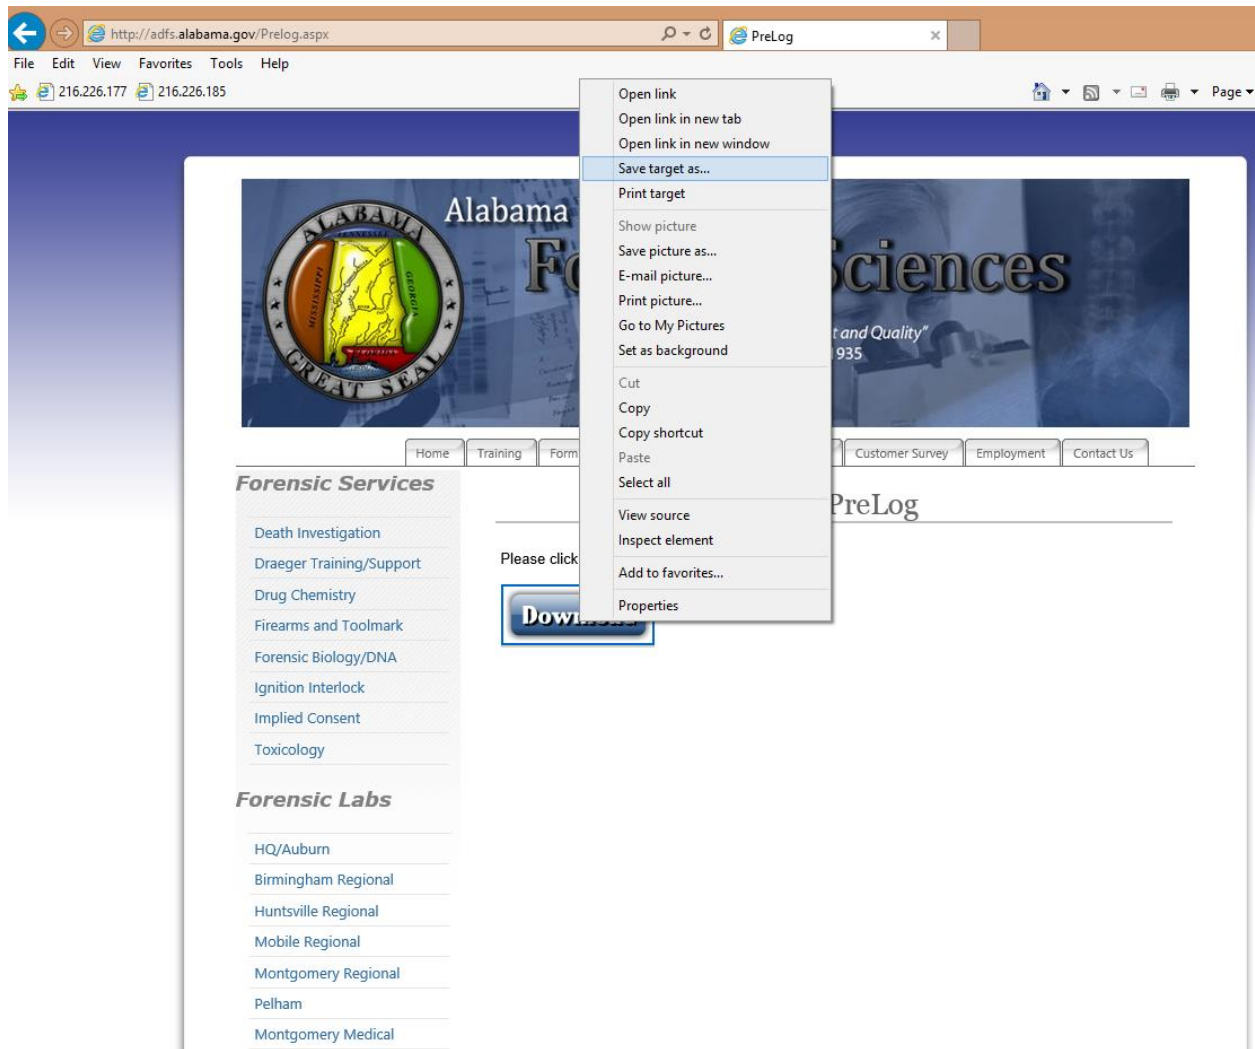 http://adfs.alabama.gov/Prelog.aspx
PreLog
File Edit View Favorites Tools Help
216.226.177 216.226.185
Page
Open link
Open link in new tab
Open link in new window
Save target as...
Print target
Show picture
Save picture as...
E-mail picture...
Print picture...
Go to My Pictures
Set as background
Cut
Copy
Copy shortcut
Paste
Select all
View source
Inspect element
Add to favorites...
Properties
ALABAMA
TENNESSEE
MISSISSIPPI
GEORGIA
FLORIDA
GREAT SEAL
Alabama
Fo Sciences
t and Quality"
1935
Home Training Form Customer Survey Employment Contact Us
Forensic Services
Death Investigation
Draeger Training/Support
Drug Chemistry
Firearms and Toolmark
Forensic Biology/DNA
Ignition Interlock
Implied Consent
Toxicology
Forensic Labs
HQ/Auburn
Birmingham Regional
Huntsville Regional
Mobile Regional
Montgomery Regional
Pelham
Montgomery Medical
PreLog
Please click
Download